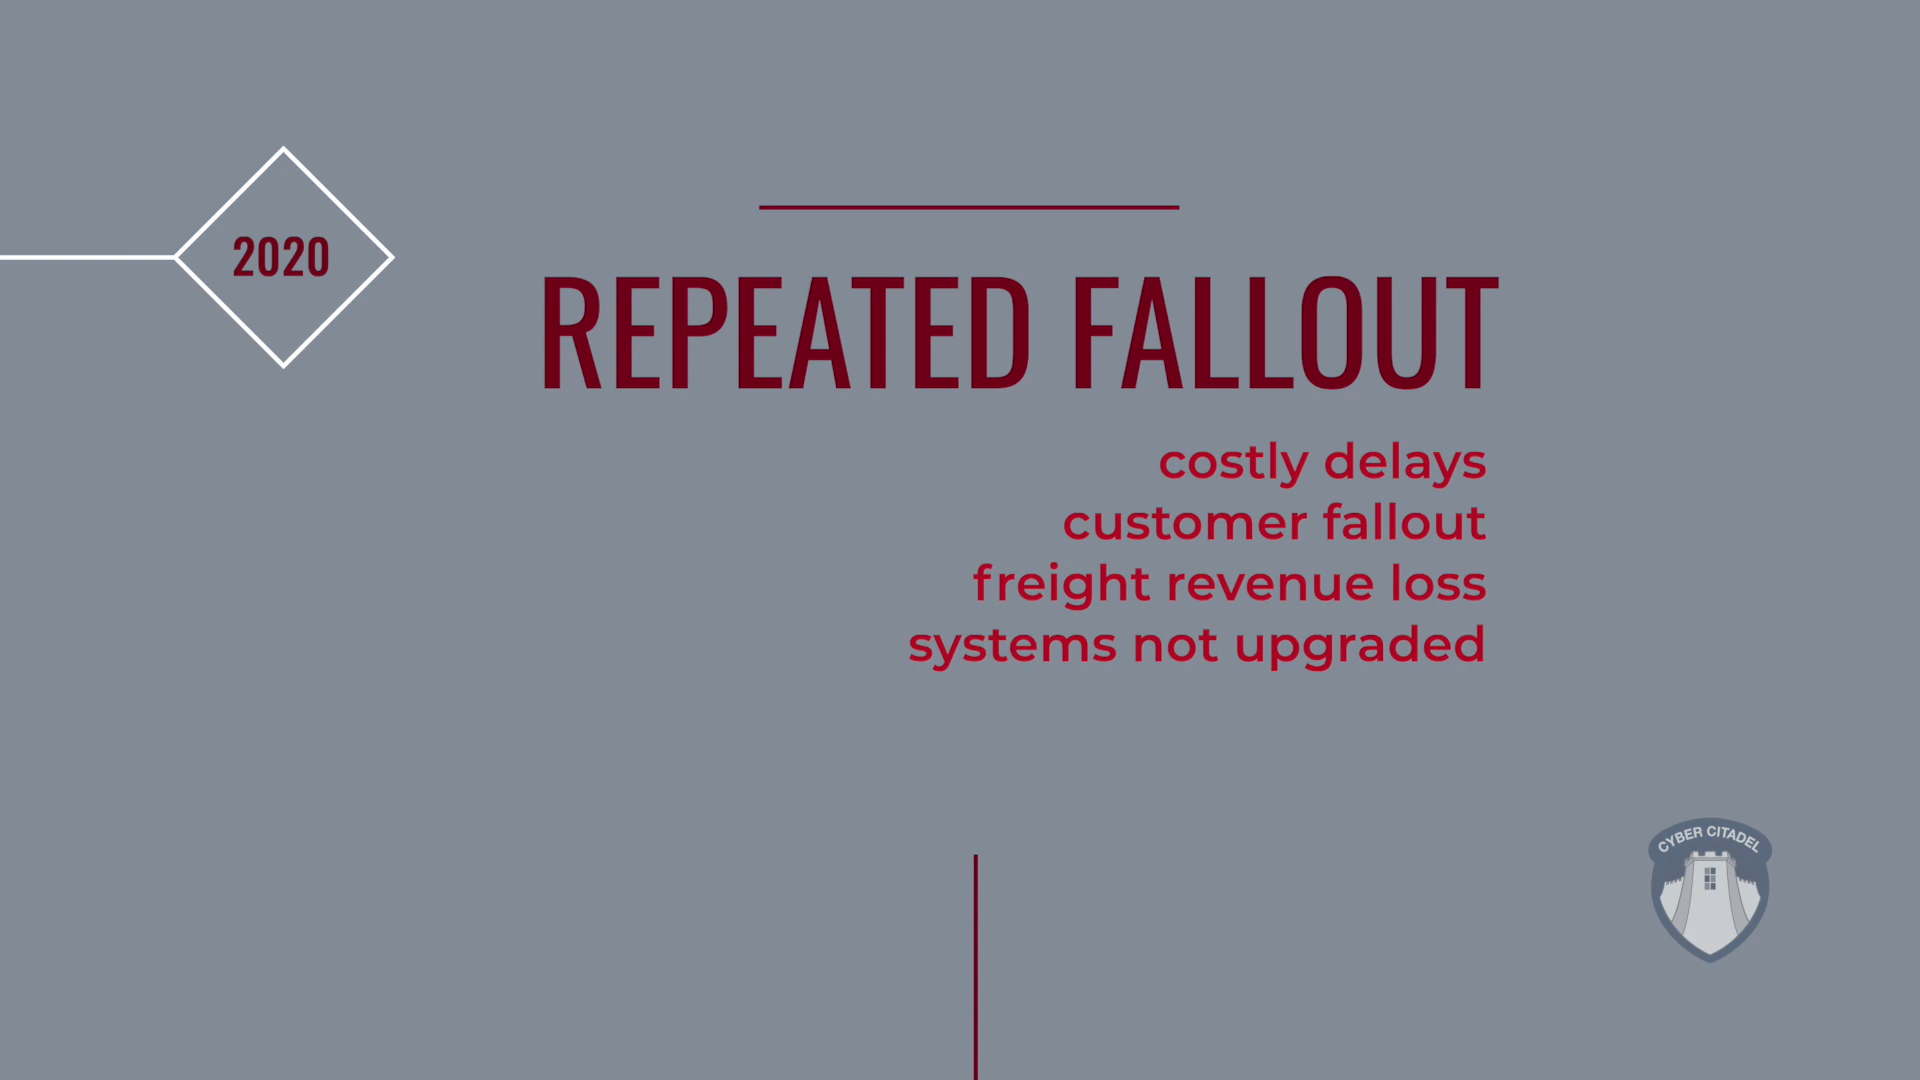 2020
REPEATED FALLOUT
costly delays
customer fallout
freight revenue loss
systems not upgraded
CYBER CITADEL